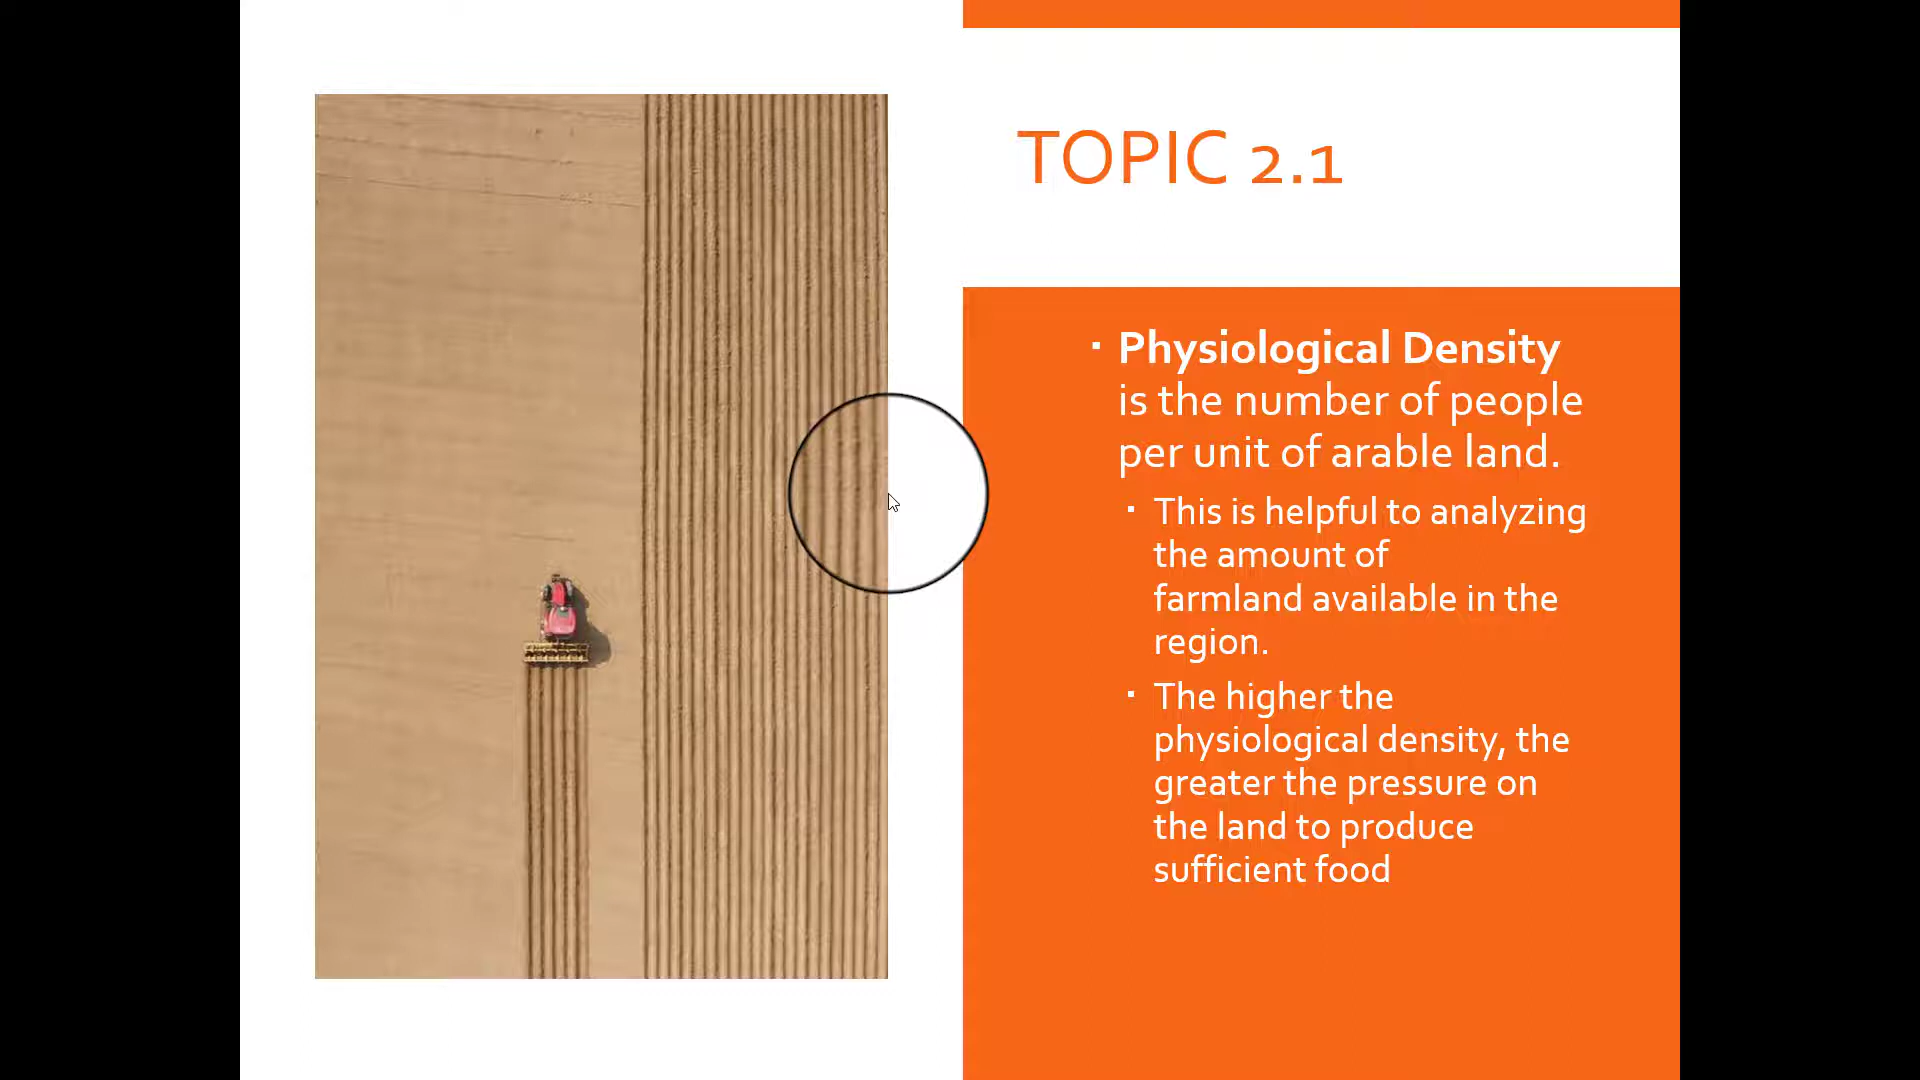 TOPIC 2.1
▪ Physiological Density
is the number of people
per unit of arable land.
▪ This is helpful to analyzing
the amount of
farmland available in the
region.
▪ The higher the
physiological density, the
greater the pressure on
the land to produce
sufficient food